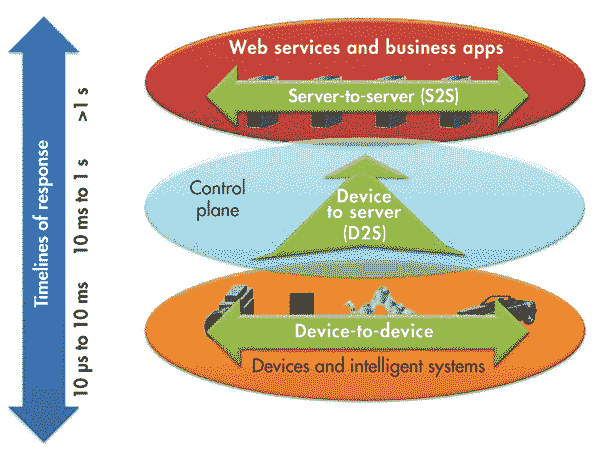 Timelines of response
>1 s
10 ms to 1 s
10 µs to 10 ms
Web services and business apps
Server-to-server (S2S)
Control
plane
Device
to server
(D2S)
Device-to-device
Devices and intelligent systems